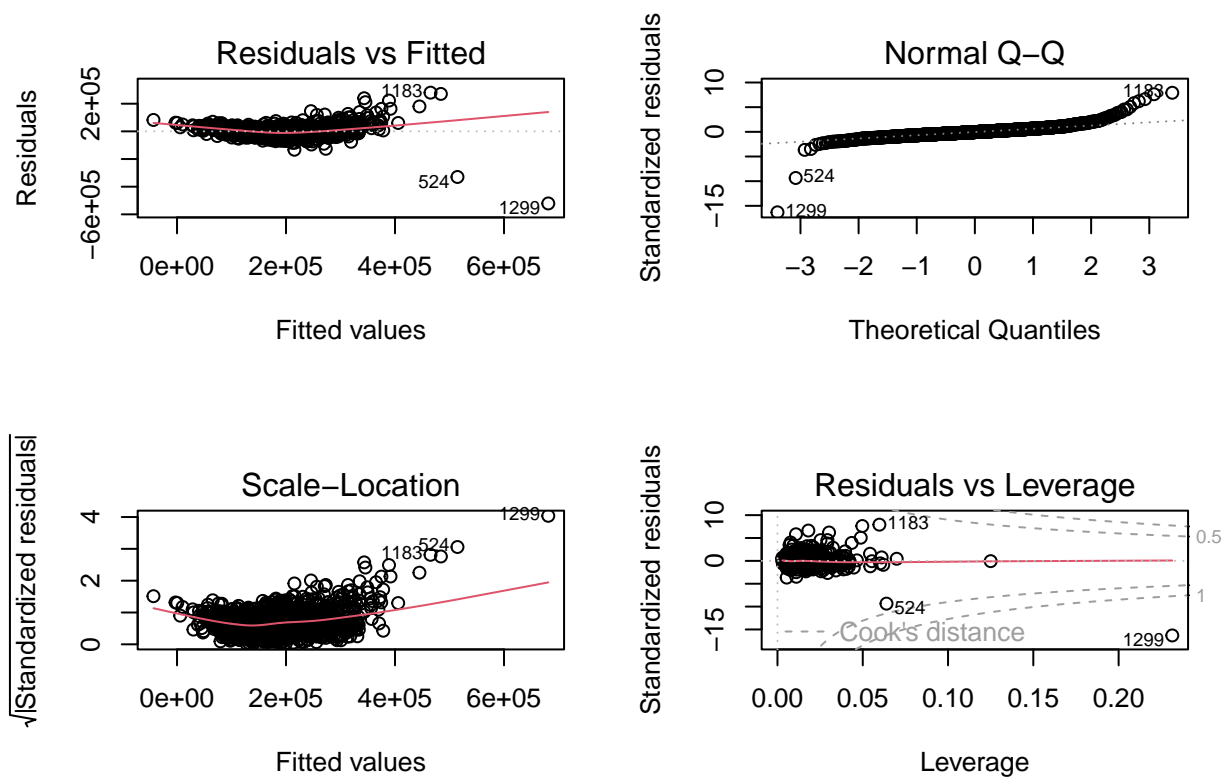 Residuals vs Fitted
Residuals
2e+05
−6e+05
1183
524
1299
0e+00 2e+05 4e+05 6e+05
Fitted values
Normal Q−Q
Standardized residuals
10
0
−15
1183
524
1299
−3 −2 −1 0 1 2 3
Theoretical Quantiles
Scale−Location
√|Standardized residuals|
4
2
0
1299
524
1183
0e+00 2e+05 4e+05 6e+05
Fitted values
Residuals vs Leverage
Standardized residuals
10
0
−15
1183
0.5
524
1
Cook's distance
1299
0.00 0.05 0.10 0.15 0.20
Leverage